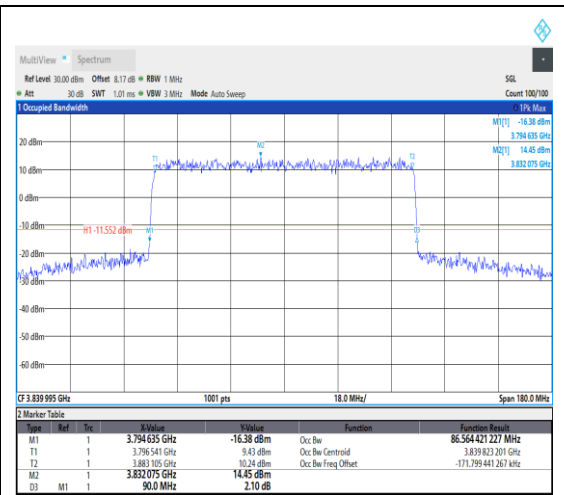 MultiView Spectrum
Ref Level 30.00 dBm Offset 8.17 dB RBW 1 MHz SGL
Att 30 dB SWT 1.01 ms VBW 3 MHz Mode Auto Sweep Count 100/100
1 Occupied Bandwidth 1Pk Max
M1[1] -16.38 dBm
3.794 635 GHz
M2[1] 14.45 dBm
3.832 075 GHz
M2
20 dBm
T1 T2
10 dBm
0 dBm
-10 dBm
H1 -11.552 dBm M1 D3
-20 dBm
-30 dBm
-40 dBm
-50 dBm
-60 dBm
CF 3.839 995 GHz 1001 pts 18.0 MHz/ Span 180.0 MHz
2 Marker Table
Type Ref Trc X-Value Y-Value Function Function Result
M1 1 3.794 635 GHz -16.38 dBm Occ Bw 86.564 421 227 MHz
T1 1 3.796 541 GHz 9.43 dBm Occ Bw Centroid 3.839 823 201 GHz
T2 1 3.883 105 GHz 10.24 dBm Occ Bw Freq Offset -171.799 441 267 kHz
M2 1 3.832 075 GHz 14.45 dBm
D3 M1 1 90.0 MHz 2.10 dB